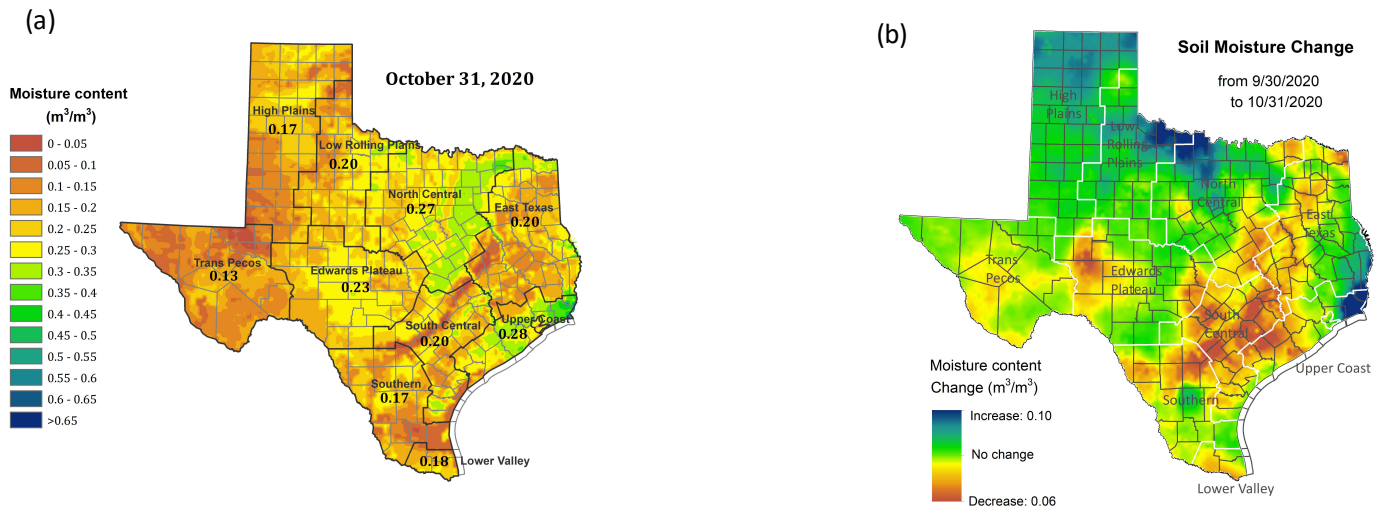 (a)
October 31, 2020
Moisture content
(m³/m³)
0 - 0.05
0.05 - 0.1
0.1 - 0.15
0.15 - 0.2
0.2 - 0.25
0.25 - 0.3
0.3 - 0.35
0.35 - 0.4
0.4 - 0.45
0.45 - 0.5
0.5 - 0.55
0.55 - 0.6
0.6 - 0.65
>0.65
High Plains
0.17
Low Rolling Plains
0.20
North Central
0.27
East Texas
0.20
Trans Pecos
0.13
Edwards Plateau
0.23
South Central
0.20
Upper Coast
0.28
Southern
0.17
0.18
Lower Valley
(b)
Soil Moisture Change
from 9/30/2020
to 10/31/2020
High
Plains
Low
Rolling
Plains
North
Central
East
Texas
Trans
Pecos
Edwards
Plateau
South
Central
Upper Coast
Southern
Lower Valley
Moisture content
Change (m³/m³)
Increase: 0.10
No change
Decrease: 0.06